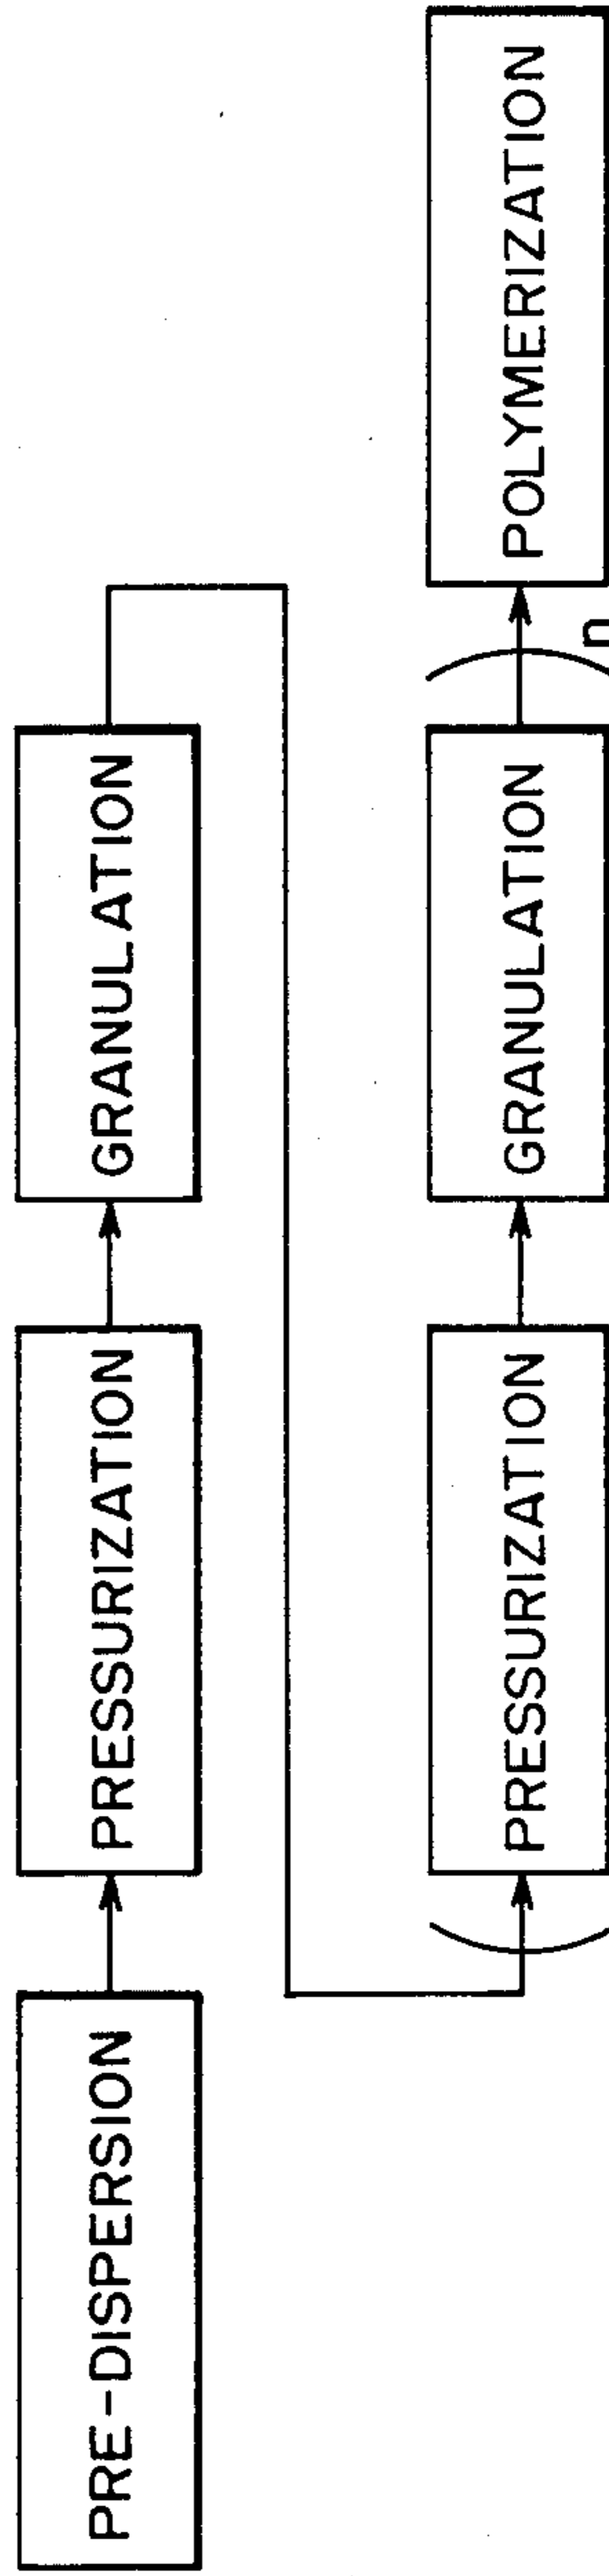 PRE-DISPERSION
PRESSURIZATION
GRANULATION
PRESSURIZATION
GRANULATION
n
POLYMERIZATION